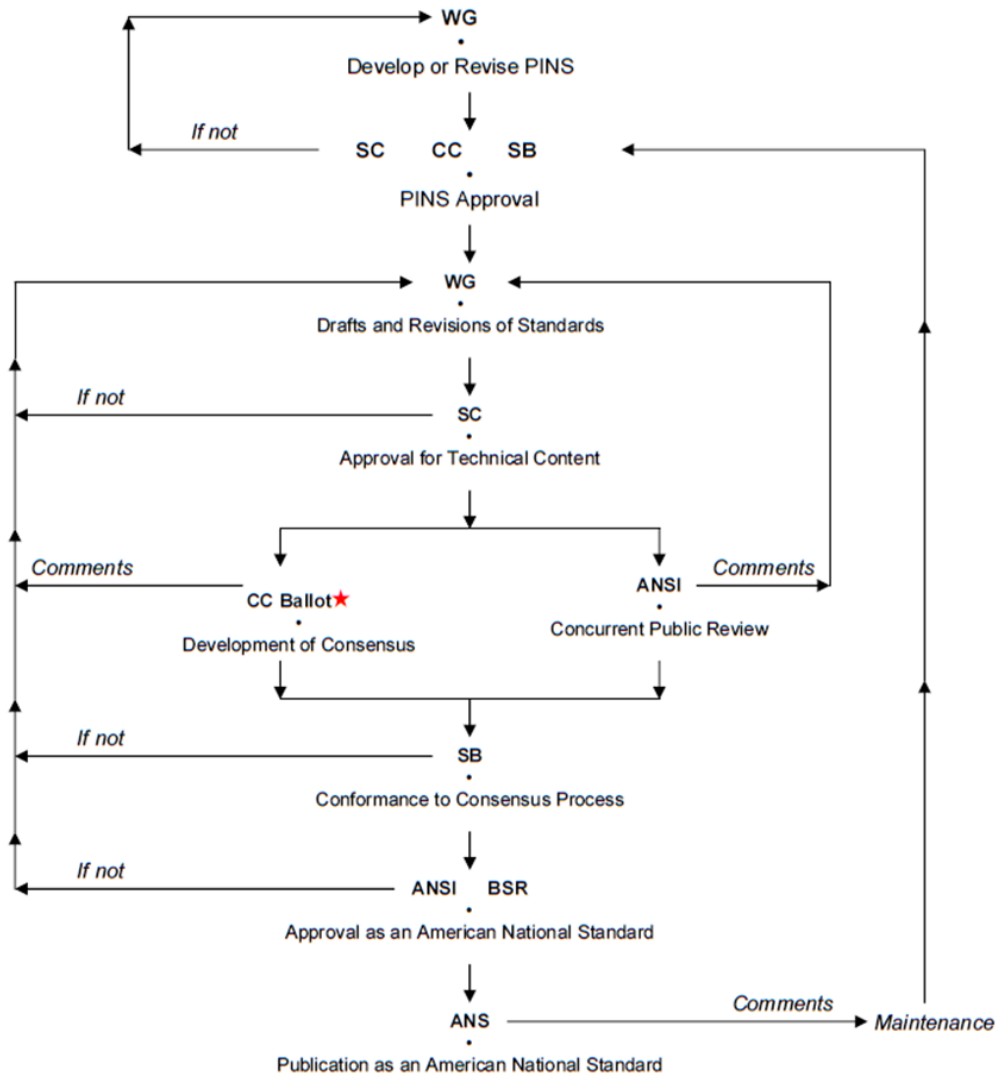 WG
Develop or Revise PINS
If not
SC CC SB
PINS Approval
WG
Drafts and Revisions of Standards
If not
SC
Approval for Technical Content
Comments
CC Ballot★
Development of Consensus
ANSI
Comments
Concurrent Public Review
If not
SB
Conformance to Consensus Process
If not
ANSI BSR
Approval as an American National Standard
ANS
Comments
Maintenance
Publication as an American National Standard